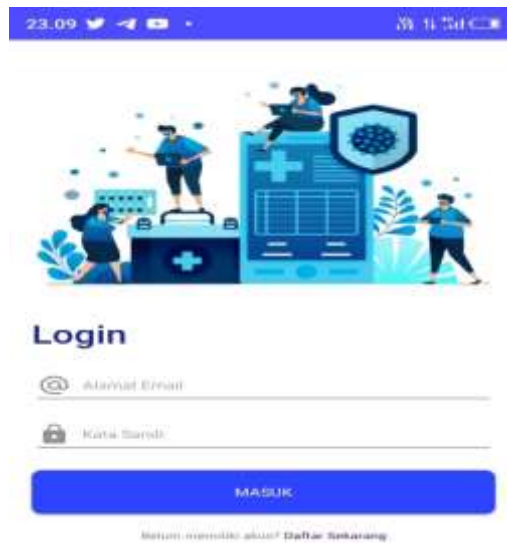 23.09
Login
Alamat Email
Kata Sandi
MASUK
Belum memiliki akun? Daftar Sekarang